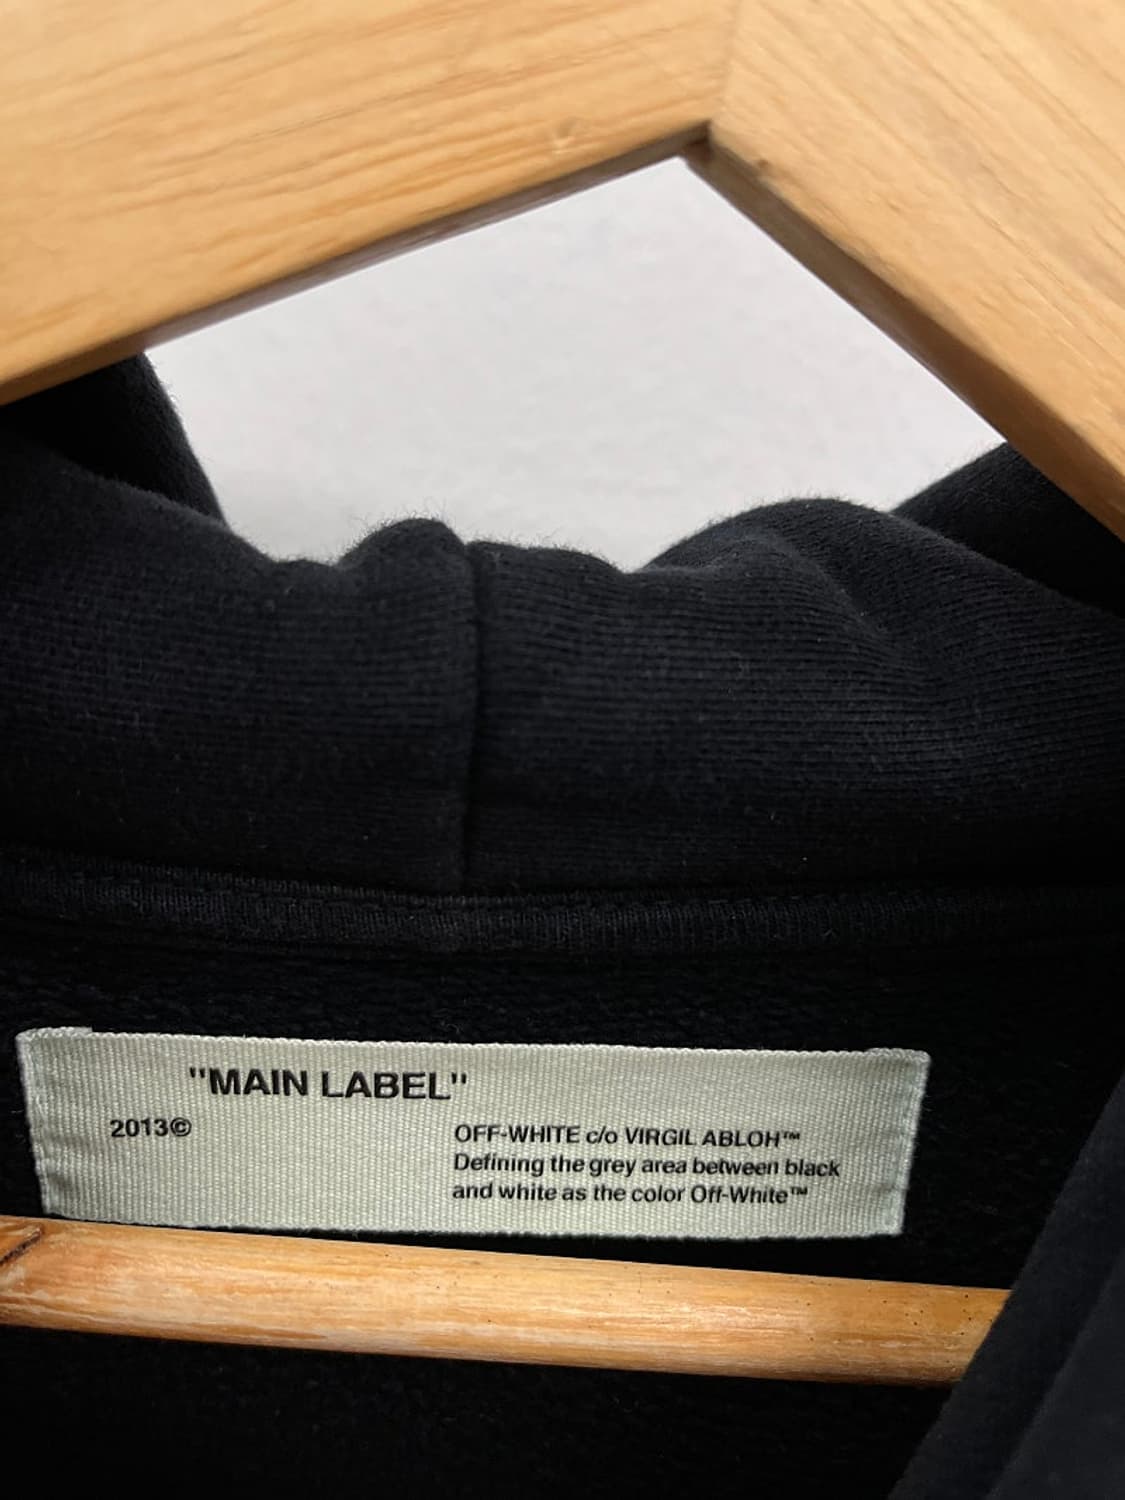 "MAIN LABEL"
2013©
OFF-WHITE c/o VIRGIL ABLOH™
Defining the grey area between black
and white as the color Off-White™